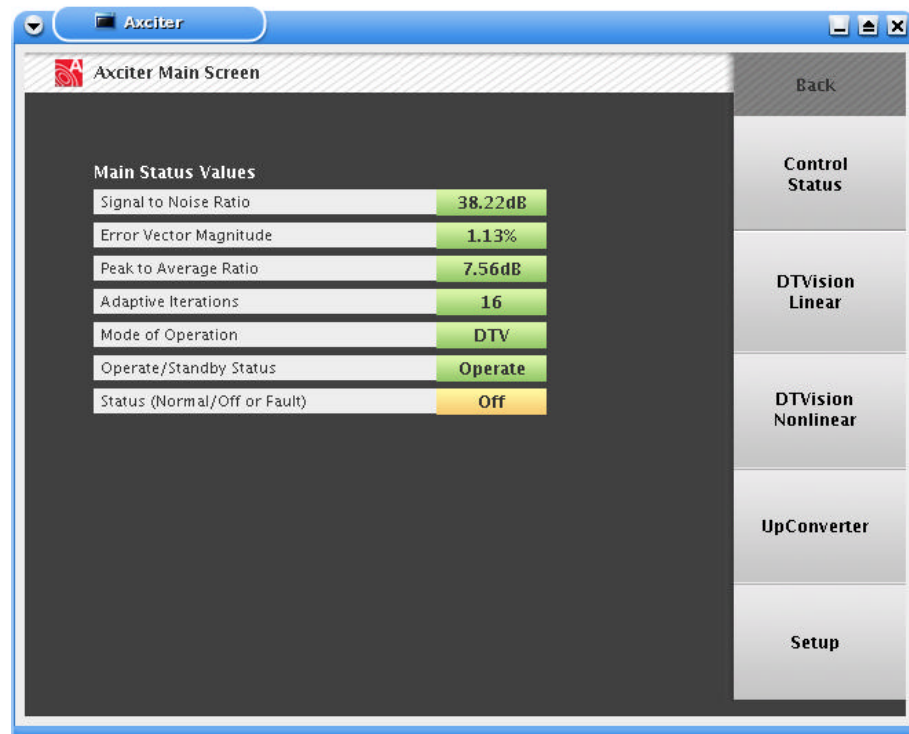 Axciter
Axciter Main Screen
Back
Main Status Values
Signal to Noise Ratio 38.22dB
Error Vector Magnitude 1.13%
Peak to Average Ratio 7.56dB
Adaptive Iterations 16
Mode of Operation DTV
Operate/Standby Status Operate
Status (Normal/Off or Fault) Off
Control
Status
DTVision
Linear
DTVision
Nonlinear
UpConverter
Setup